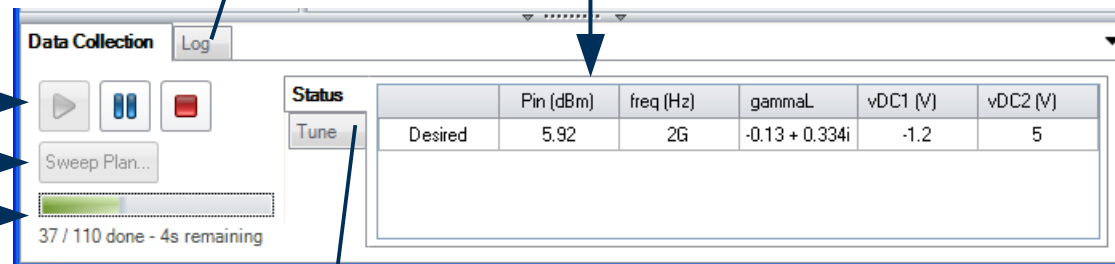 Data Collection Log
Status Pin (dBm) freq (Hz) gammaL vDC1 (V) vDC2 (V)
Tune Desired 5.92 2G -0.13 + 0.334i -1.2 5
Sweep Plan...
37 / 110 done - 4s remaining